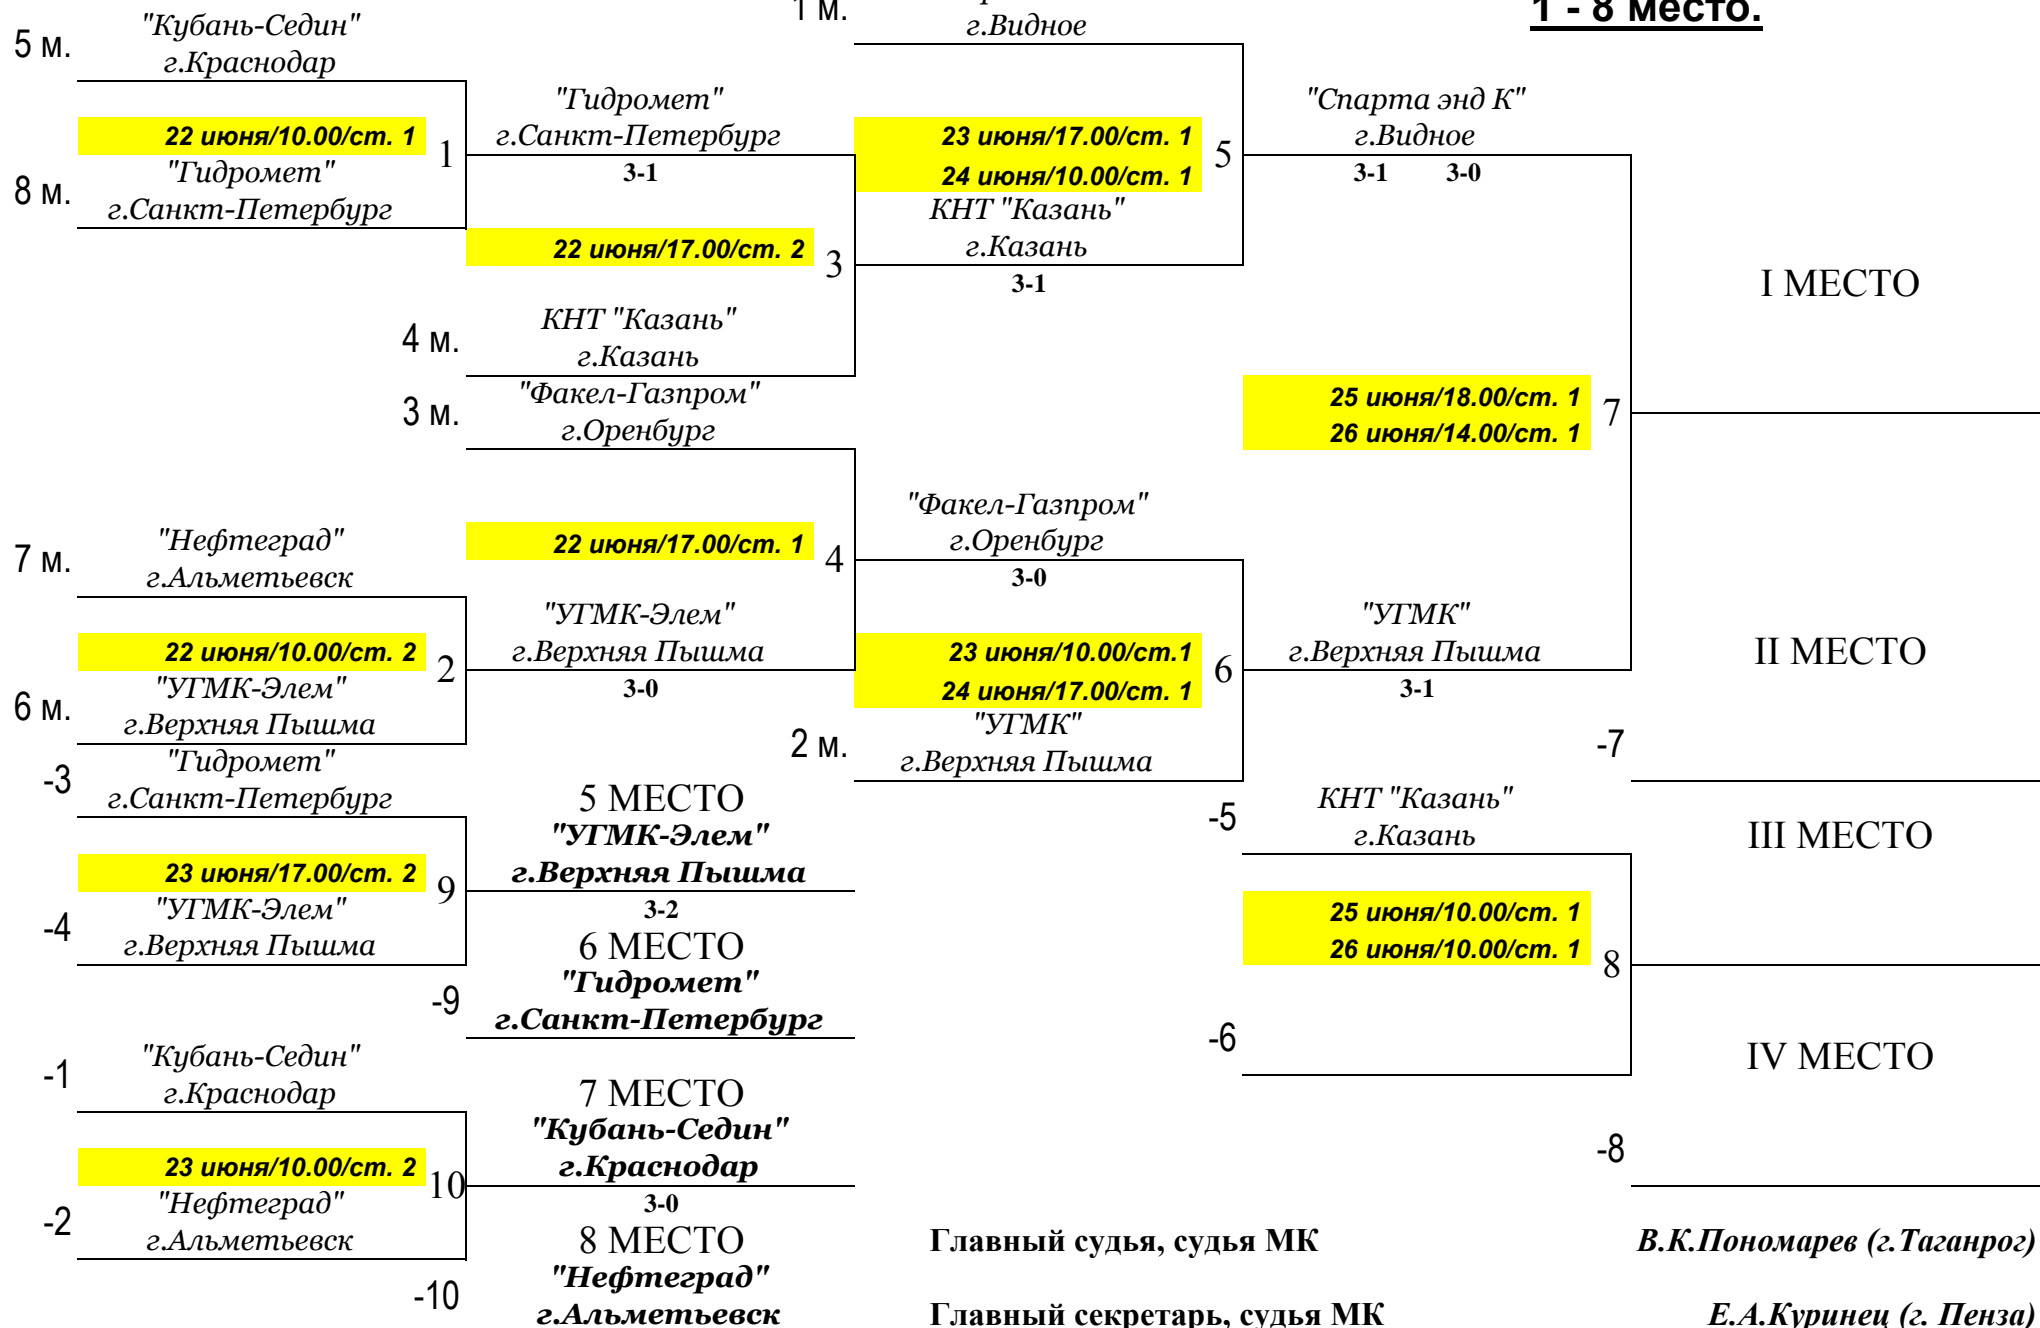 1 м.
1 - 8 место.
"Кубань-Седин"
5 м.
г.Краснодар
г.Видное
"Гидромет"
"Спарта энд К"
22 июня/10.00/ст. 1
1
г.Санкт-Петербург
23 июня/17.00/ст. 1
5
г.Видное
"Гидромет"
3-1
24 июня/10.00/ст. 1
3-1 3-0
8 м.
г.Санкт-Петербург
КНТ "Казань"
22 июня/17.00/ст. 2
3
г.Казань
3-1
I МЕСТО
КНТ "Казань"
4 м.
г.Казань
"Факел-Газпром"
3 м.
г.Оренбург
25 июня/18.00/ст. 1
7
26 июня/14.00/ст. 1
"Факел-Газпром"
"Нефтеград"
7 м.
г.Альметьевск
22 июня/17.00/ст. 1
4
г.Оренбург
3-0
"УГМК-Элем"
"УГМК"
22 июня/10.00/ст. 2
2
г.Верхняя Пышма
23 июня/10.00/ст.1
6
г.Верхняя Пышма
II МЕСТО
"УГМК-Элем"
3-0
24 июня/17.00/ст. 1
3-1
6 м.
г.Верхняя Пышма
2 м.
"УГМК"
г.Верхняя Пышма
-7
"Гидромет"
-3
г.Санкт-Петербург
5 МЕСТО
-5
КНТ "Казань"
г.Казань
III МЕСТО
"УГМК-Элем"
23 июня/17.00/ст. 2
9
г.Верхняя Пышма
"УГМК-Элем"
3-2
25 июня/10.00/ст. 1
-4
г.Верхняя Пышма
6 МЕСТО
26 июня/10.00/ст. 1
8
"Гидромет"
-9
г.Санкт-Петербург
-6
"Кубань-Седин"
IV МЕСТО
-1
г.Краснодар
7 МЕСТО
"Кубань-Седин"
23 июня/10.00/ст. 2
10
г.Краснодар
-8
"Нефтеград"
3-0
-2
г.Альметьевск
8 МЕСТО
Главный судья, судья МК
В.К.Пономарев (г.Таганрог)
"Нефтеград"
-10
г.Альметьевск
Главный секретарь, судья МК
Е.А.Куринец (г. Пенза)